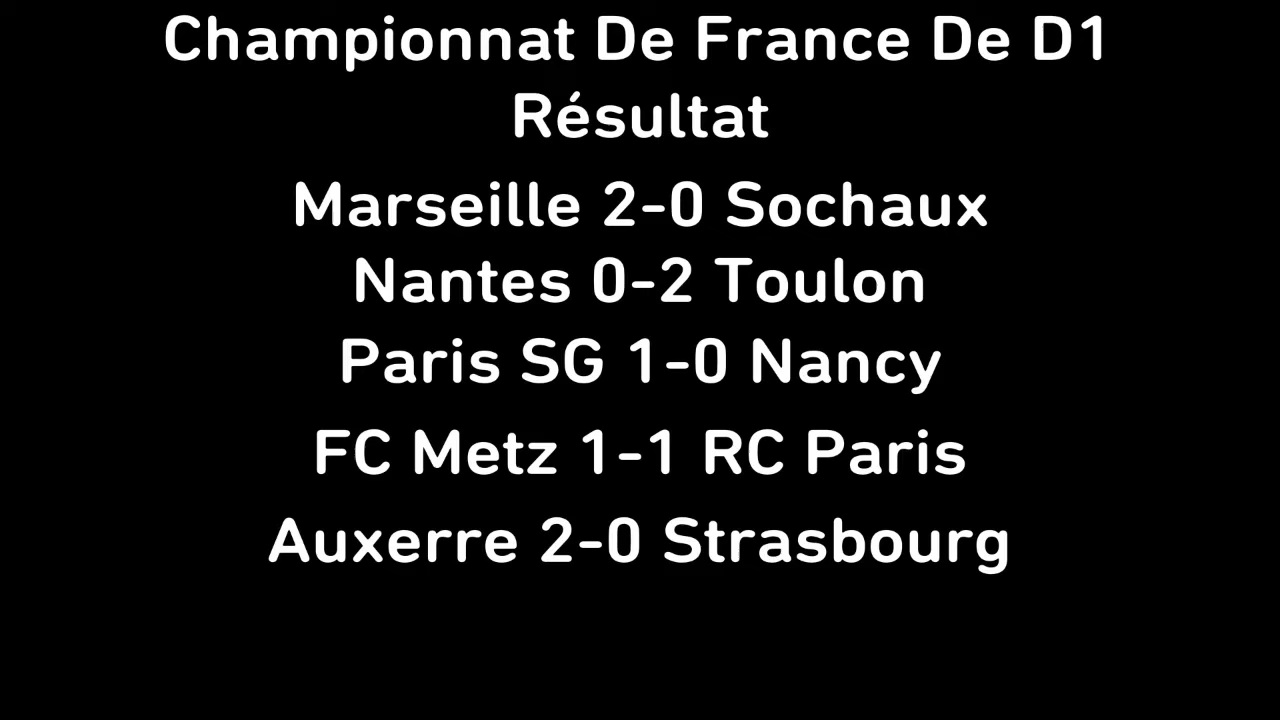 Championnat De France De D1
Résultat
Marseille 2-0 Sochaux
Nantes 0-2 Toulon
Paris SG 1-0 Nancy
FC Metz 1-1 RC Paris
Auxerre 2-0 Strasbourg